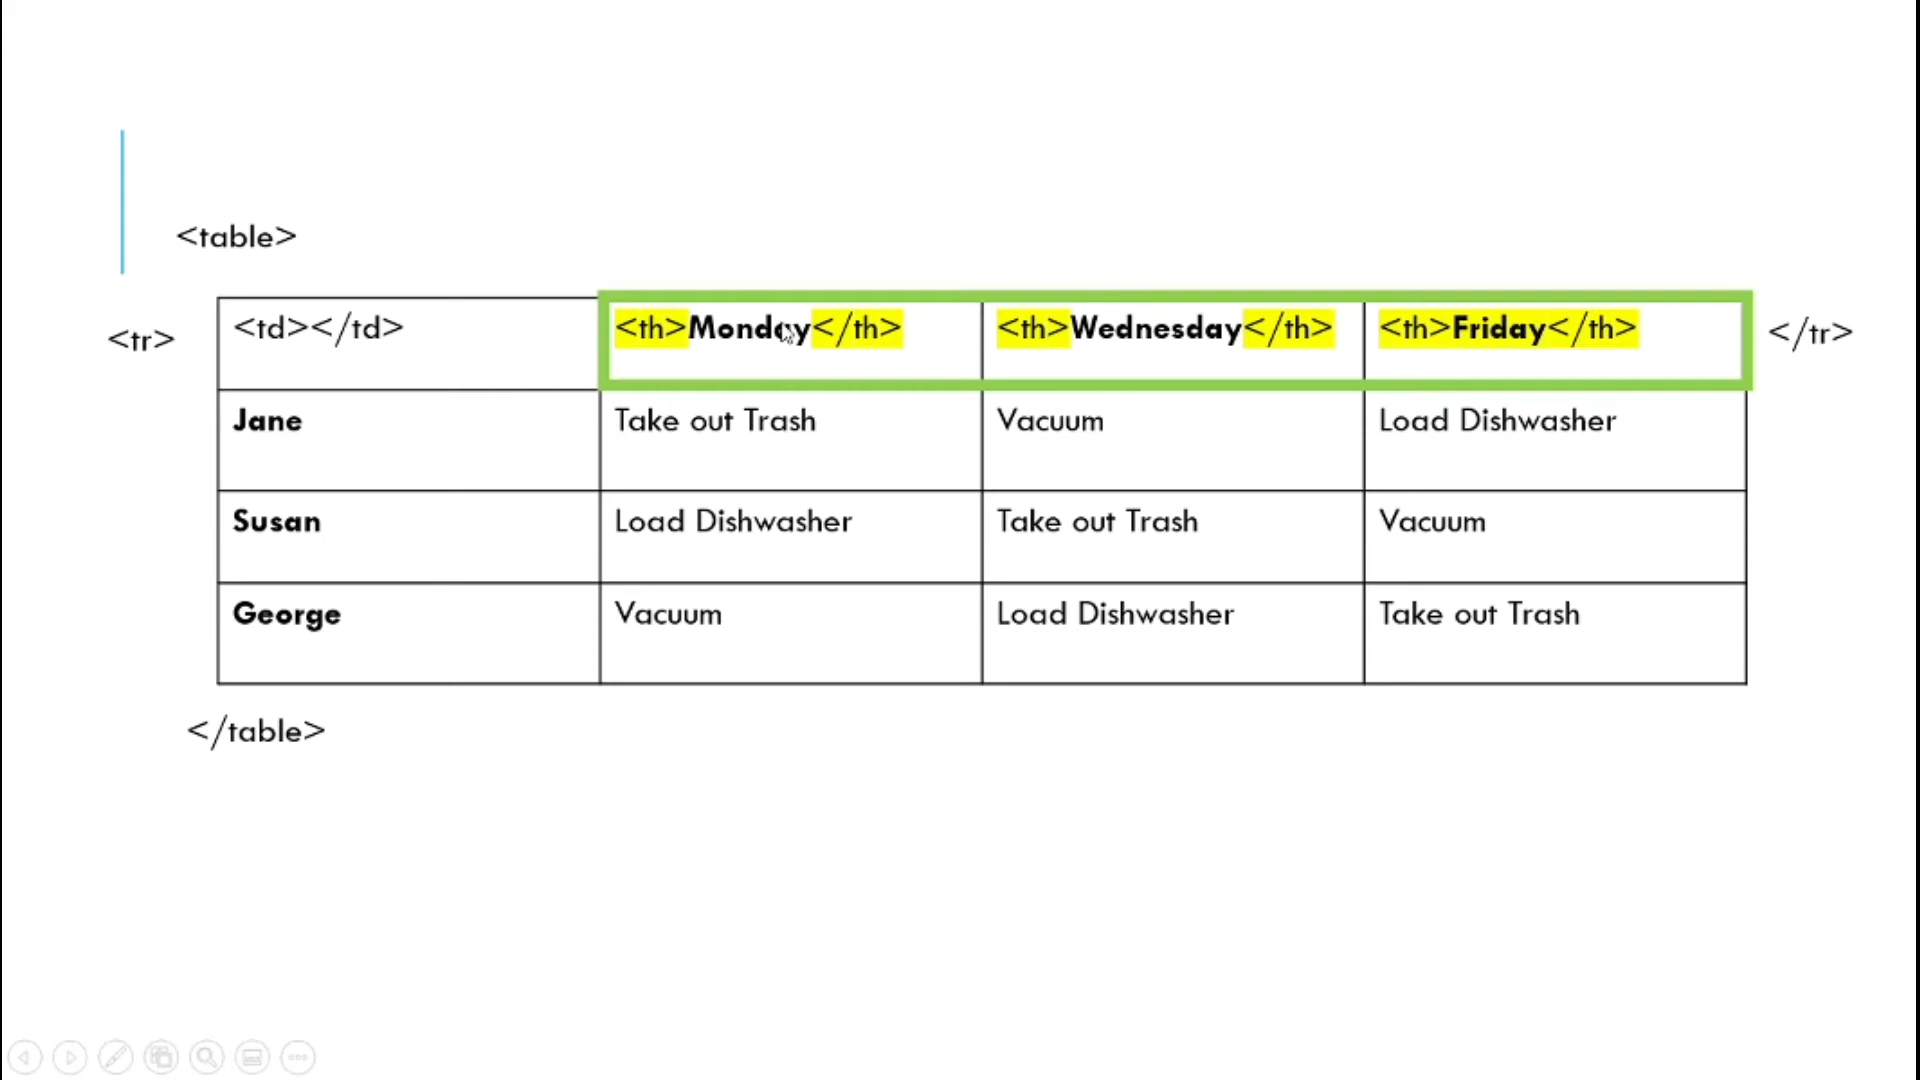 <table>
<tr> <td></td> <th>Monday</th> <th>Wednesday</th> <th>Friday</th> </tr>
Jane Take out Trash Vacuum Load Dishwasher
Susan Load Dishwasher Take out Trash Vacuum
George Vacuum Load Dishwasher Take out Trash
</table>